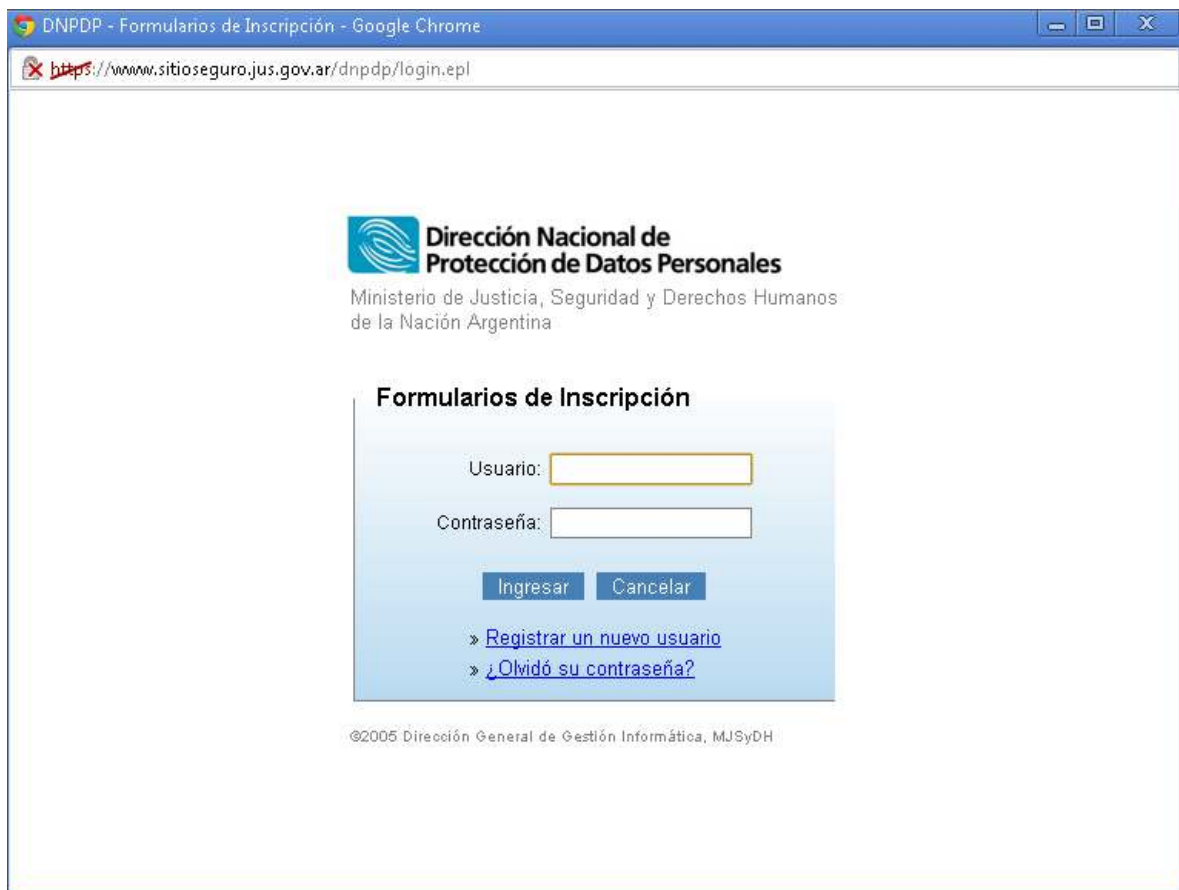 DNPDP - Formularios de Inscripción - Google Chrome
https://www.sitioseguro.jus.gov.ar/dnpdp/login.epl
Dirección Nacional de
Protección de Datos Personales
Ministerio de Justicia, Seguridad y Derechos Humanos
de la Nación Argentina
Formularios de Inscripción
Usuario:
Contraseña:
Ingresar Cancelar
» Registrar un nuevo usuario
» ¿Olvidó su contraseña?
©2005 Dirección General de Gestión Informática, MJSyDH